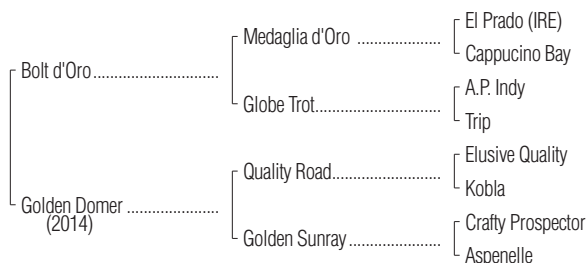 El Prado (IRE)
Medaglia d'Oro
Cappucino Bay
Bolt d'Oro
A.P. Indy
Globe Trot
Trip
Elusive Quality
Quality Road
Kobla
Golden Domer
(2014)
Crafty Prospector
Golden Sunray
Aspenelle